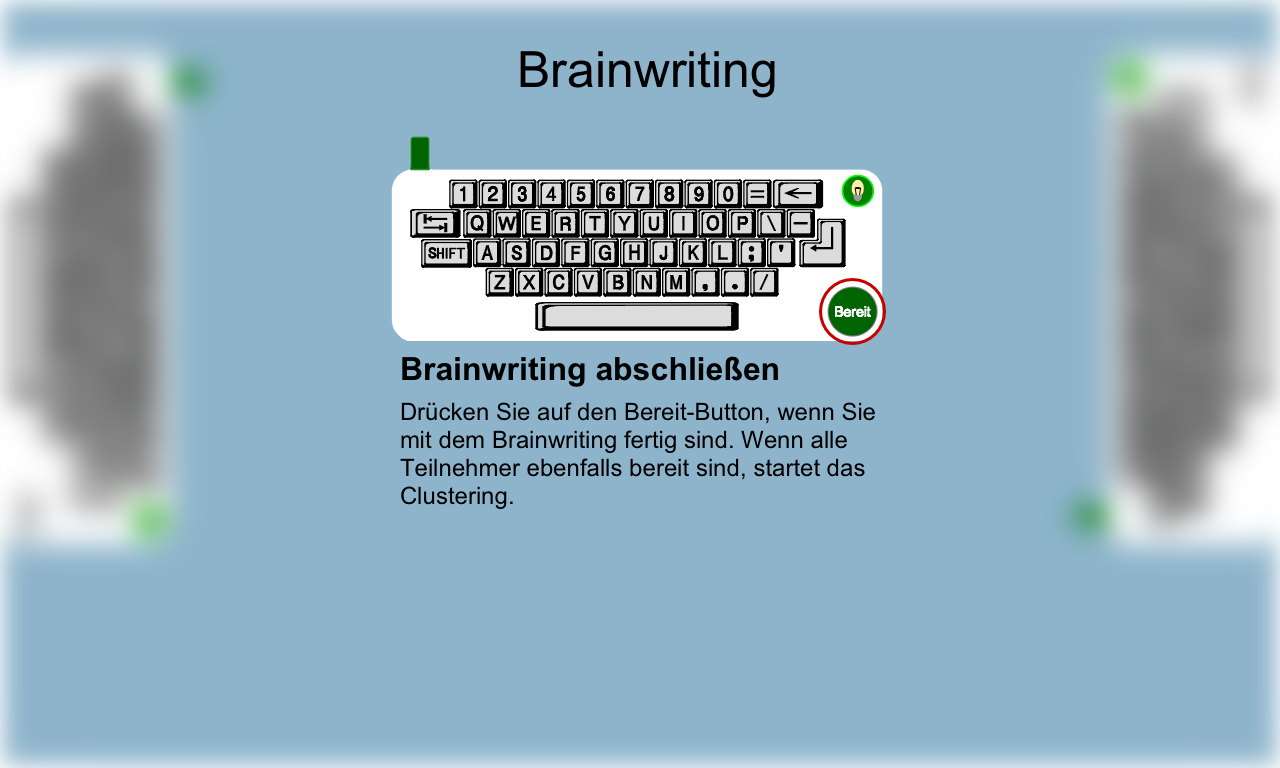 Brainwriting
1 2 3 4 5 6 7 8 9 0 = ←
Q W E R T Y U I O P \ –
SHIFT A S D F G H J K L ; '
Z X C V B N M , . /
Bereit
Brainwriting abschließen
Drücken Sie auf den Bereit-Button, wenn Sie
mit dem Brainwriting fertig sind. Wenn alle
Teilnehmer ebenfalls bereit sind, startet das
Clustering.